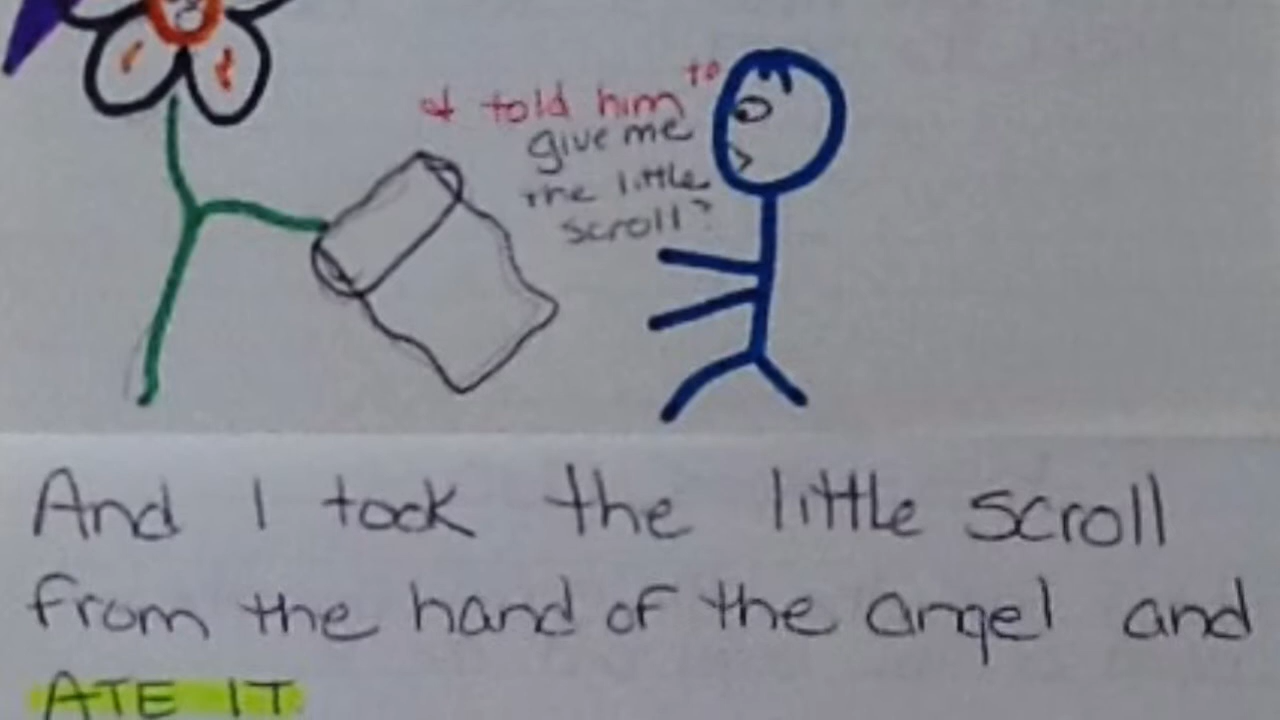 I told him to
give me
the little
scroll?
And I took the little scroll
from the hand of the angel and
ATE IT